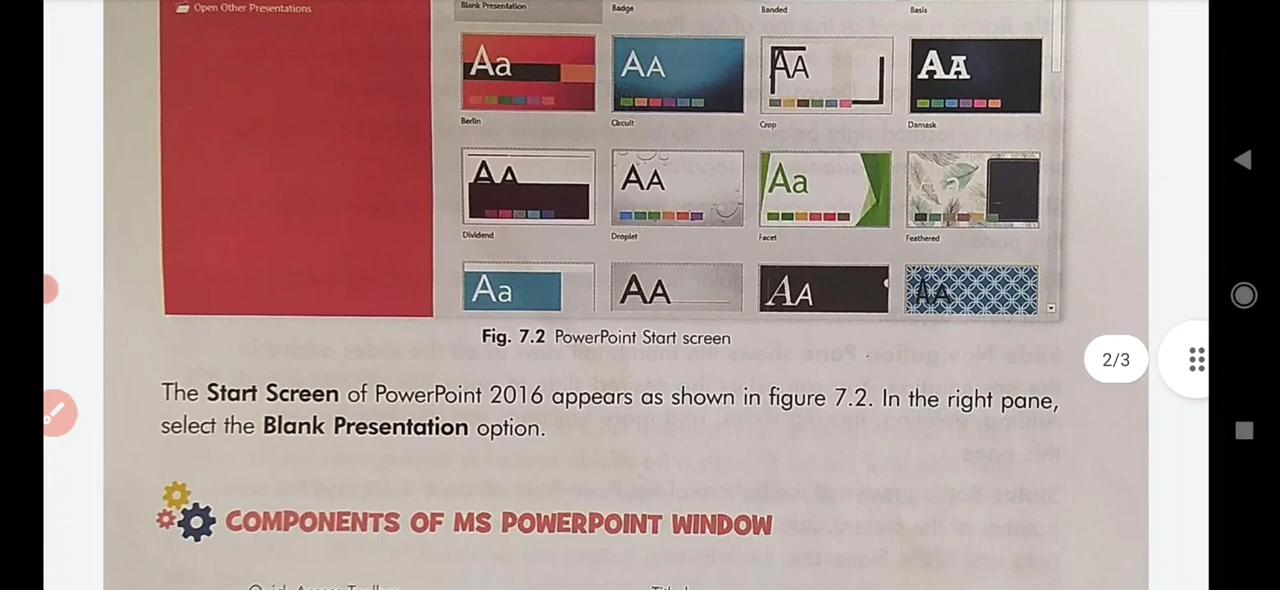 Open Other Presentations
Blank Presentation
Badge
Banded
Basis
Aa
AA
AA
AA
Berlin
Circuit
Crop
Damask
AA
AA
Aa
Dividend
Droplet
Facet
Feathered
Aa
AA
AA
AA
Fig. 7.2 PowerPoint Start screen
2/3
The Start Screen of PowerPoint 2016 appears as shown in figure 7.2. In the right pane,
select the Blank Presentation option.
COMPONENTS OF MS POWERPOINT WINDOW